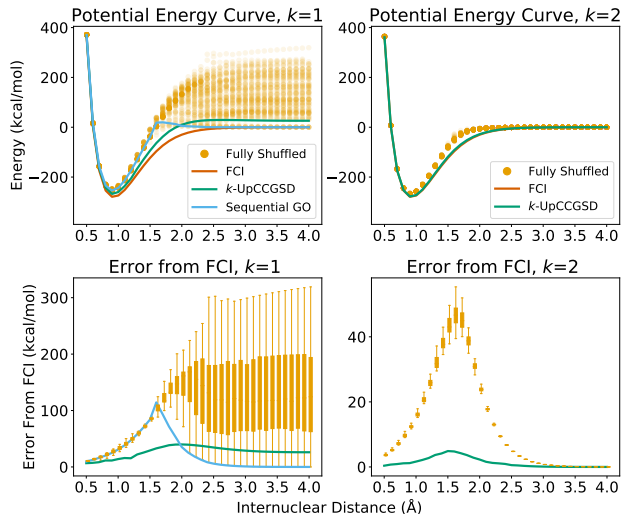 Potential Energy Curve, k=1
Potential Energy Curve, k=2
Energy (kcal/mol)
400
200
0
−200
Fully Shuffled
FCI
k-UpCCGSD
Sequential GO
0.5 1.0 1.5 2.0 2.5 3.0 3.5 4.0
400
200
0
−200
Fully Shuffled
FCI
k-UpCCGSD
0.5 1.0 1.5 2.0 2.5 3.0 3.5 4.0
Error from FCI, k=1
Error from FCI, k=2
Error From FCI (kcal/mol)
300
200
100
0
0.5 1.0 1.5 2.0 2.5 3.0 3.5 4.0
40
20
0
0.5 1.0 1.5 2.0 2.5 3.0 3.5 4.0
Internuclear Distance (Å)